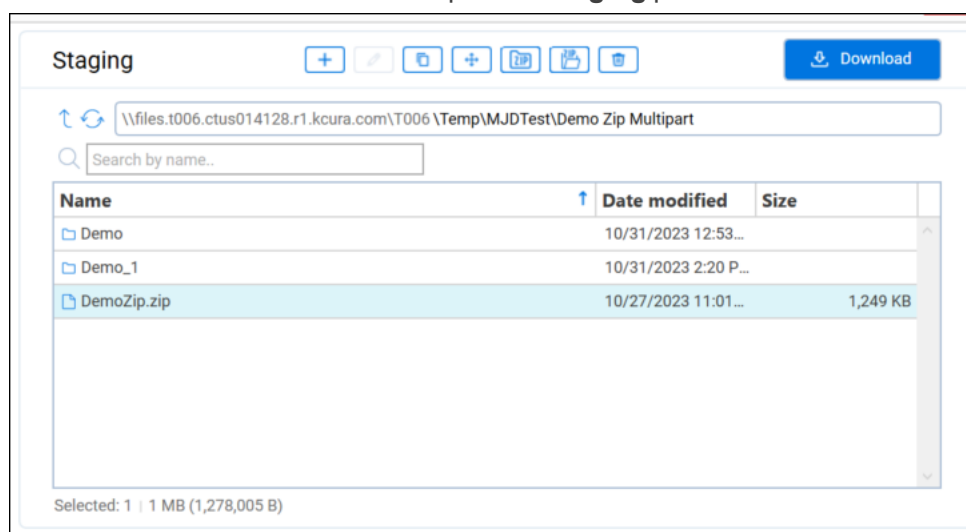 Staging
ZIP
ZIP
Download
\\files.t006.ctus014128.r1.kcura.com\T006 \Temp\MJDTest\Demo Zip Multipart
Search by name..
Name Date modified Size
Demo 10/31/2023 12:53...
Demo_1 10/31/2023 2:20 P...
DemoZip.zip 10/27/2023 11:01... 1,249 KB
Selected: 1 | 1 MB (1,278,005 B)